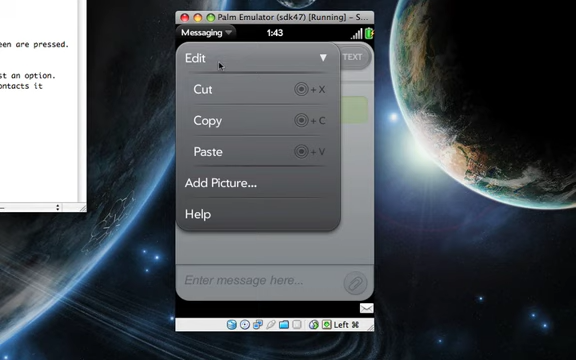 Palm Emulator (sdk47) [Running] – S...
een are pressed.
st an option.
ontacts it
Messaging
1:43
Edit
TEXT
Cut
+ X
Copy
+ C
Paste
+ V
Add Picture...
Help
Enter message here...
Left ⌘